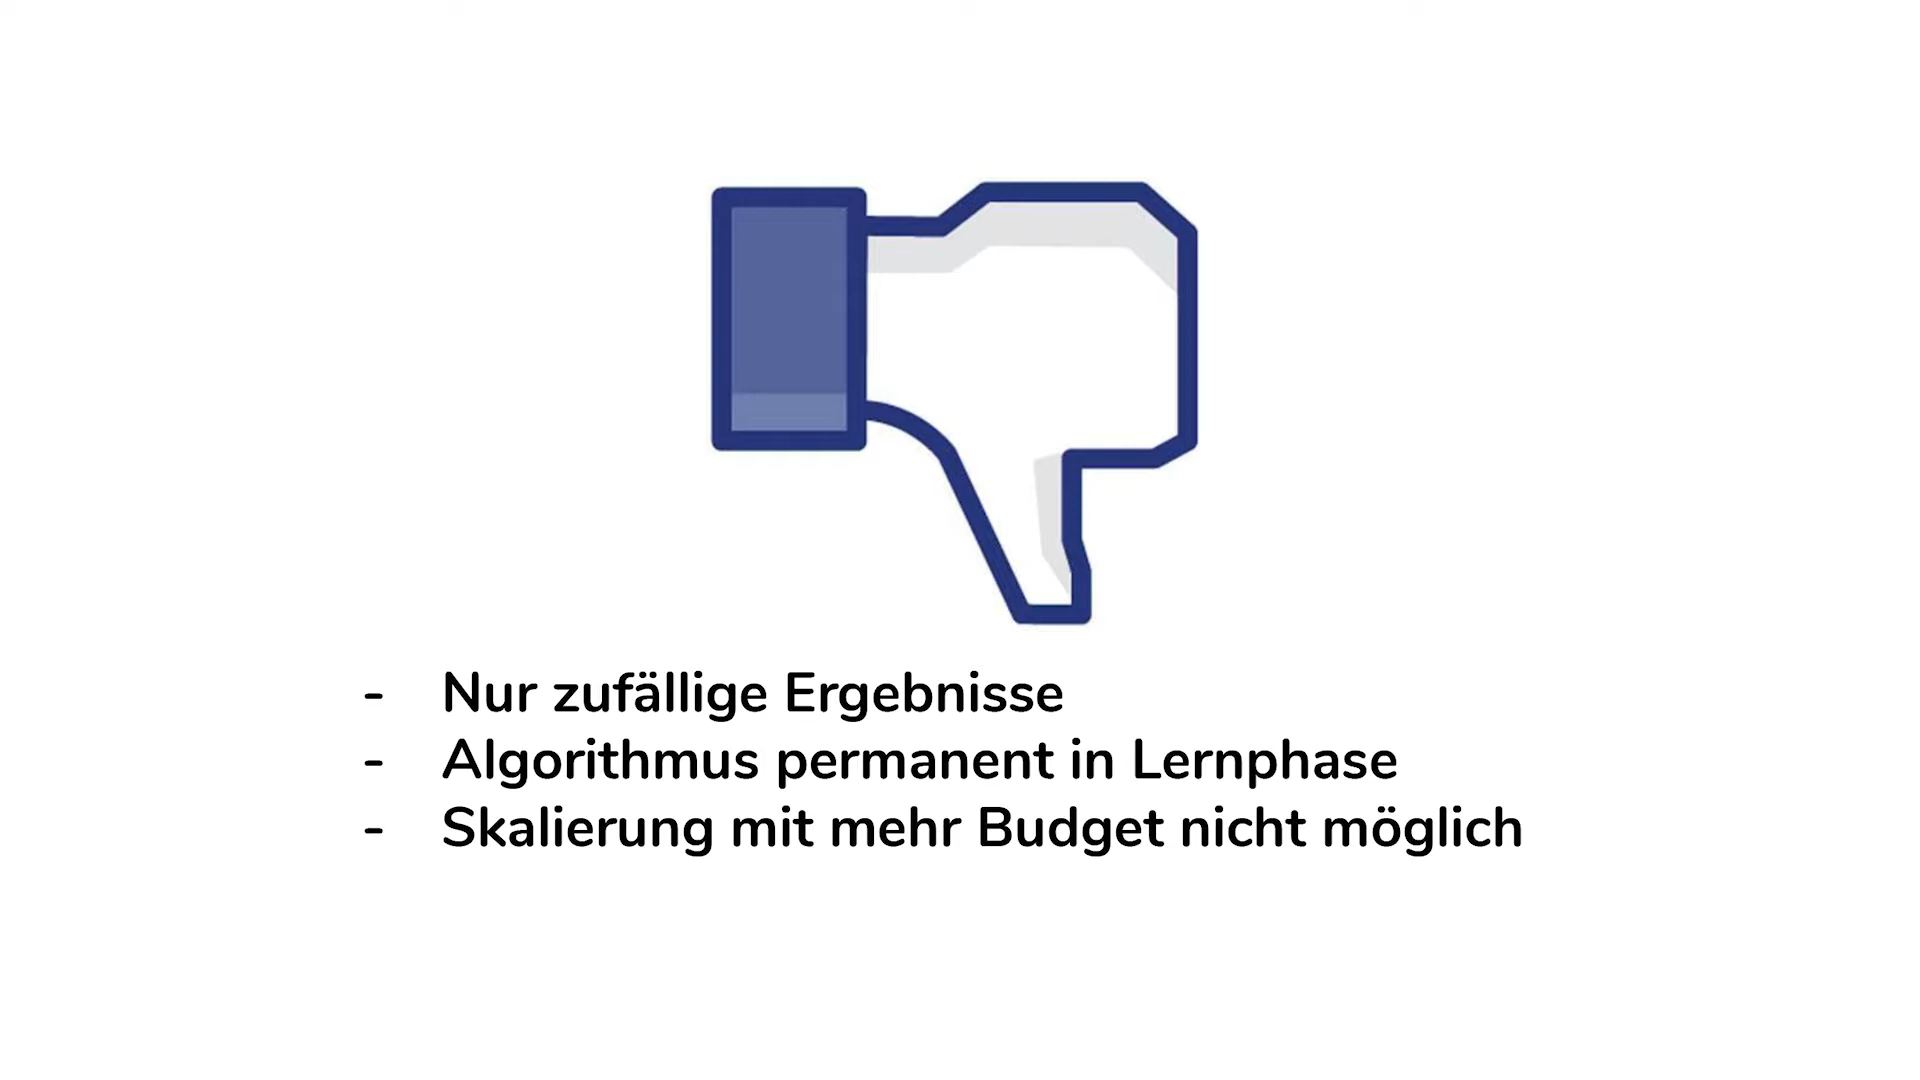 - Nur zufällige Ergebnisse
- Algorithmus permanent in Lernphase
- Skalierung mit mehr Budget nicht möglich